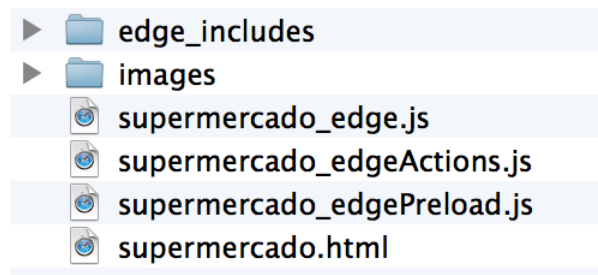 edge_includes
images
supermercado_edge.js
supermercado_edgeActions.js
supermercado_edgePreload.js
supermercado.html